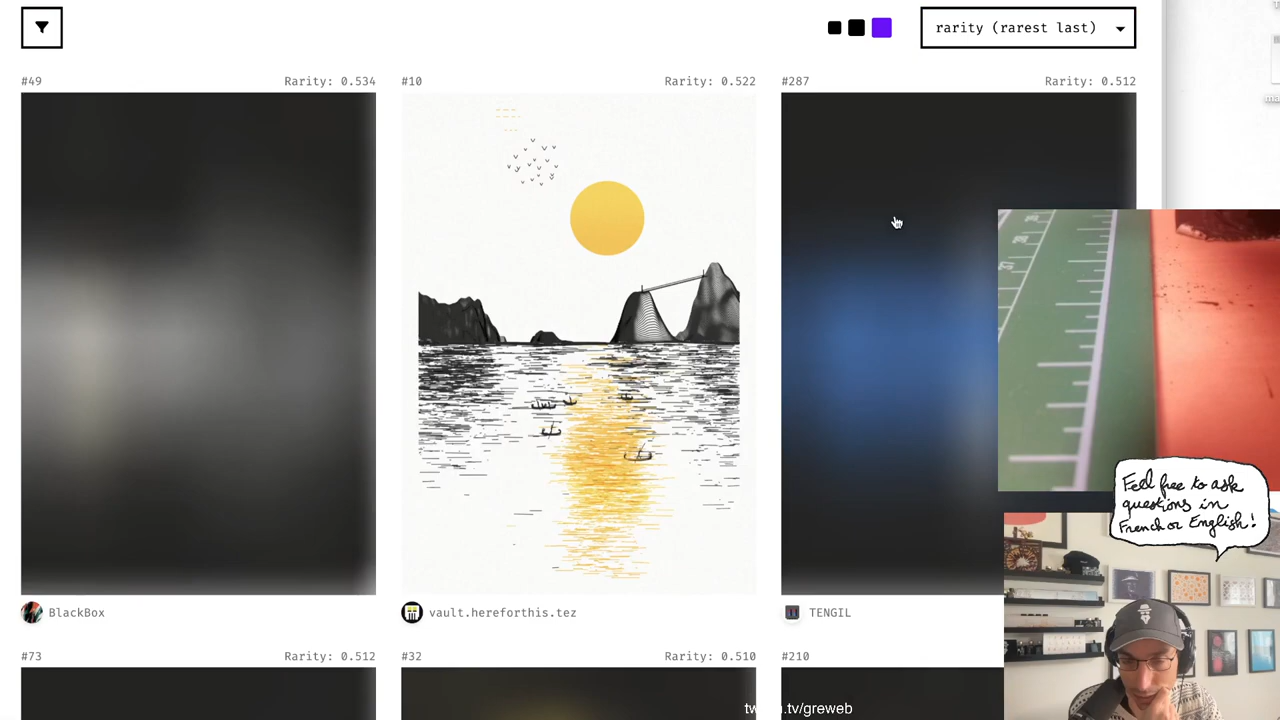 rarity (rarest last)
#49
Rarity: 0.534
#10
Rarity: 0.522
#287
Rarity: 0.512
BlackBox
vault.hereforthis.tez
TENGIL
#73
Rarity: 0.512
#32
Rarity: 0.510
#210
Feel free to ask
questions in
French or English!